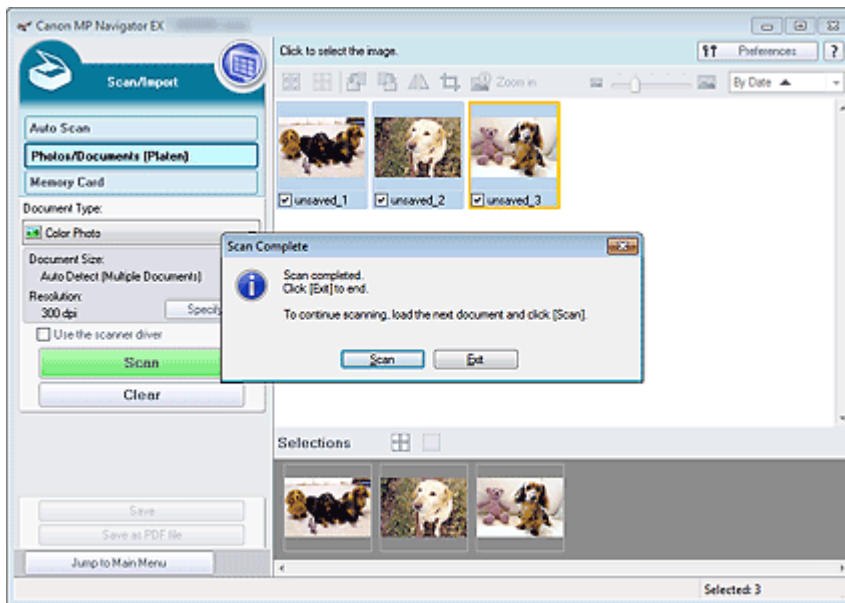 Canon MP Navigator EX
Scan/Import
Click to select the image.
Preferences
?
Zoom in
By Date
Auto Scan
Photos/Documents (Platen)
Memory Card
Document Type:
Color Photo
Document Size:
Auto Detect (Multiple Documents)
Resolution:
300 dpi
Specify
Use the scanner driver
Scan
Clear
unsaved_1
unsaved_2
unsaved_3
Scan Complete
Scan completed.
Click [Exit] to end.
To continue scanning, load the next document and click [Scan].
Scan
Exit
Selections
Save
Save as PDF file
Jump to Main Menu
Selected: 3